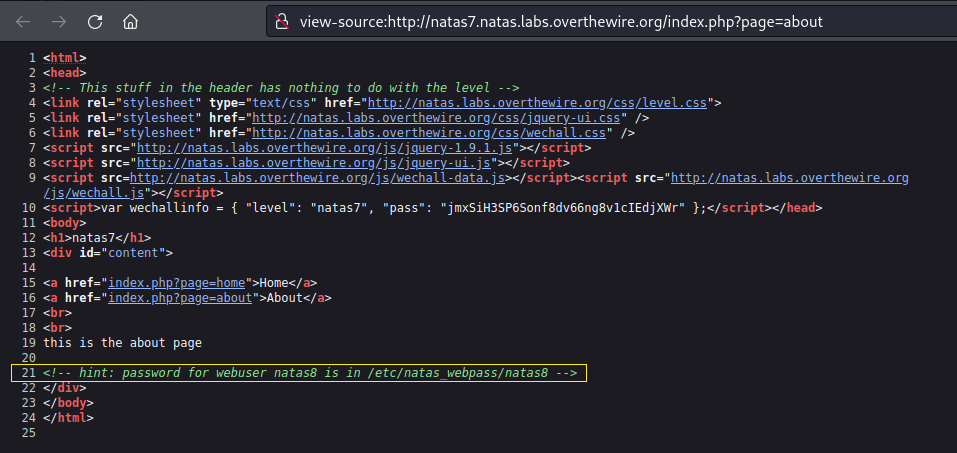 view-source:http://natas7.natas.labs.overthewire.org/index.php?page=about
1 <html>
2 <head>
3 <!-- This stuff in the header has nothing to do with the level -->
4 <link rel="stylesheet" type="text/css" href="http://natas.labs.overthewire.org/css/level.css">
5 <link rel="stylesheet" href="http://natas.labs.overthewire.org/css/jquery-ui.css" />
6 <link rel="stylesheet" href="http://natas.labs.overthewire.org/css/wechall.css" />
7 <script src="http://natas.labs.overthewire.org/js/jquery-1.9.1.js"></script>
8 <script src="http://natas.labs.overthewire.org/js/jquery-ui.js"></script>
9 <script src=http://natas.labs.overthewire.org/js/wechall-data.js></script><script src="http://natas.labs.overthewire.org
/js/wechall.js"></script>
10 <script>var wechallinfo = { "level": "natas7", "pass": "jmxSiH3SP6Sonf8dv66ng8v1cIEdjXWr" };</script></head>
11 <body>
12 <h1>natas7</h1>
13 <div id="content">
14
15 <a href="index.php?page=home">Home</a>
16 <a href="index.php?page=about">About</a>
17 <br>
18 <br>
19 this is the about page
20
21 <!-- hint: password for webuser natas8 is in /etc/natas_webpass/natas8 -->
22 </div>
23 </body>
24 </html>
25